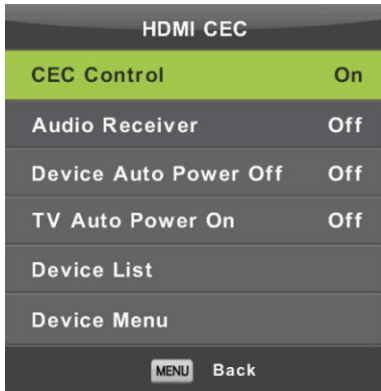 HDMI CEC
CEC Control On
Audio Receiver Off
Device Auto Power Off Off
TV Auto Power On Off
Device List
Device Menu
MENU Back